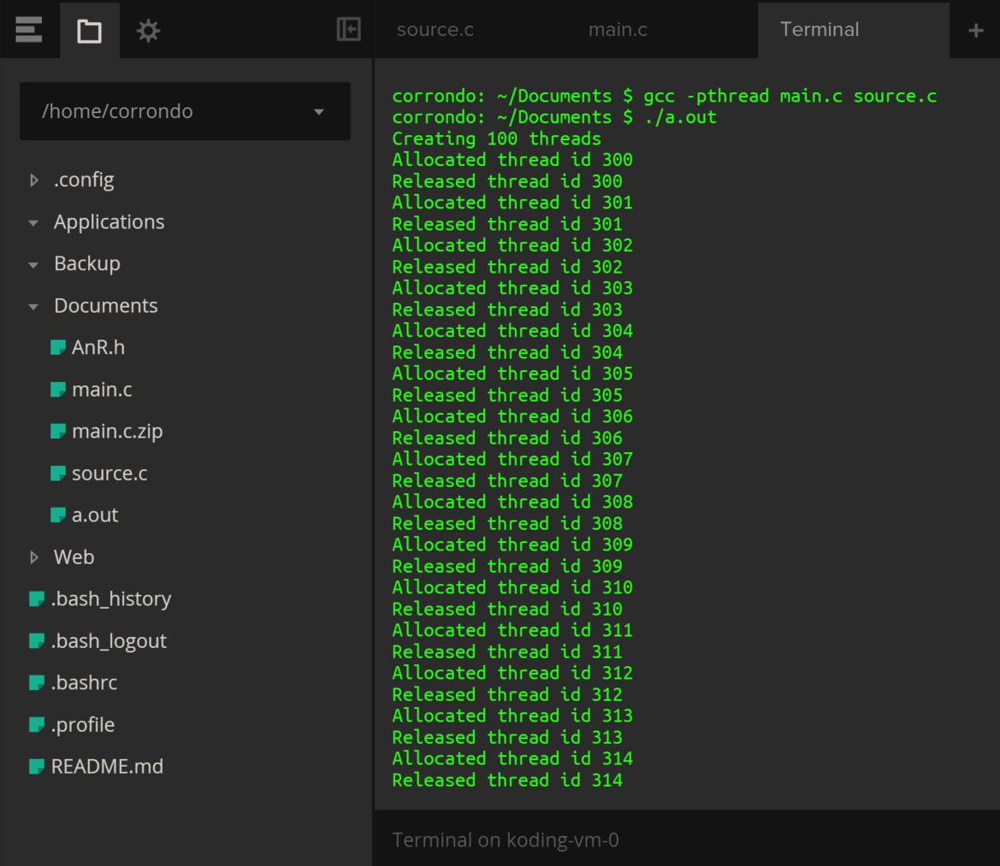 source.c
main.c
Terminal
/home/corrondo
.config
Applications
Backup
Documents
AnR.h
main.c
main.c.zip
source.c
a.out
Web
.bash_history
.bash_logout
.bashrc
.profile
README.md
corrondo: ~/Documents $ gcc -pthread main.c source.c
corrondo: ~/Documents $ ./a.out
Creating 100 threads
Allocated thread id 300
Released thread id 300
Allocated thread id 301
Released thread id 301
Allocated thread id 302
Released thread id 302
Allocated thread id 303
Released thread id 303
Allocated thread id 304
Released thread id 304
Allocated thread id 305
Released thread id 305
Allocated thread id 306
Released thread id 306
Allocated thread id 307
Released thread id 307
Allocated thread id 308
Released thread id 308
Allocated thread id 309
Released thread id 309
Allocated thread id 310
Released thread id 310
Allocated thread id 311
Released thread id 311
Allocated thread id 312
Released thread id 312
Allocated thread id 313
Released thread id 313
Allocated thread id 314
Released thread id 314
Terminal on koding-vm-0